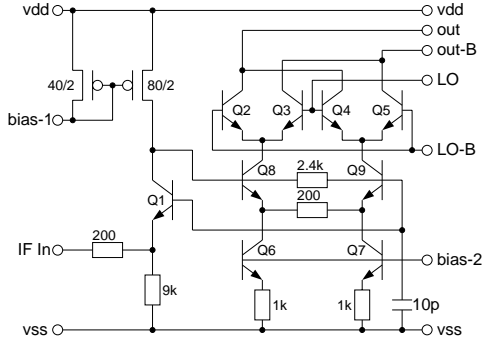 vdd vdd
out
out-B
40/2 80/2 LO
Q2 Q3 Q4 Q5
bias-1
LO-B
Q8 2.4k Q9
Q1 200
200
IF In Q6 Q7 bias-2
9k 1k 1k 10p
vss vss